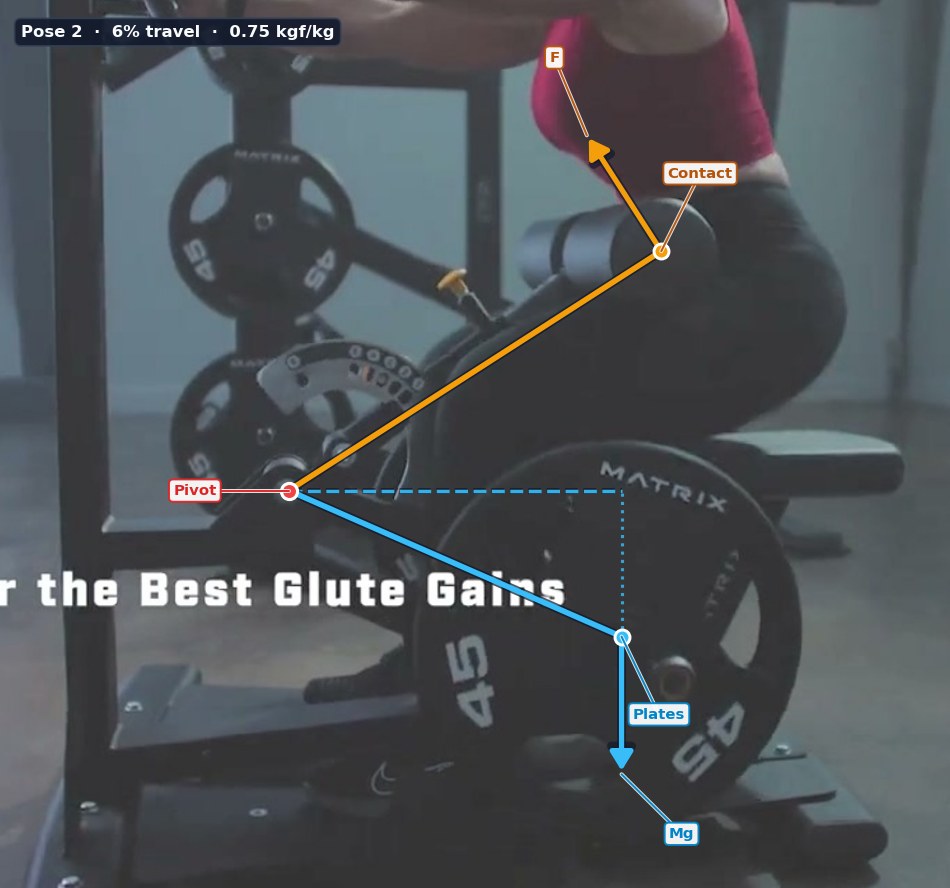 Pose 2 · 6% travel · 0.75 kgf/kg
F
MATRIX
Contact
45
45
MATRIX
Pivot
r the Best Glute Gains
45
Plates
45
Mg